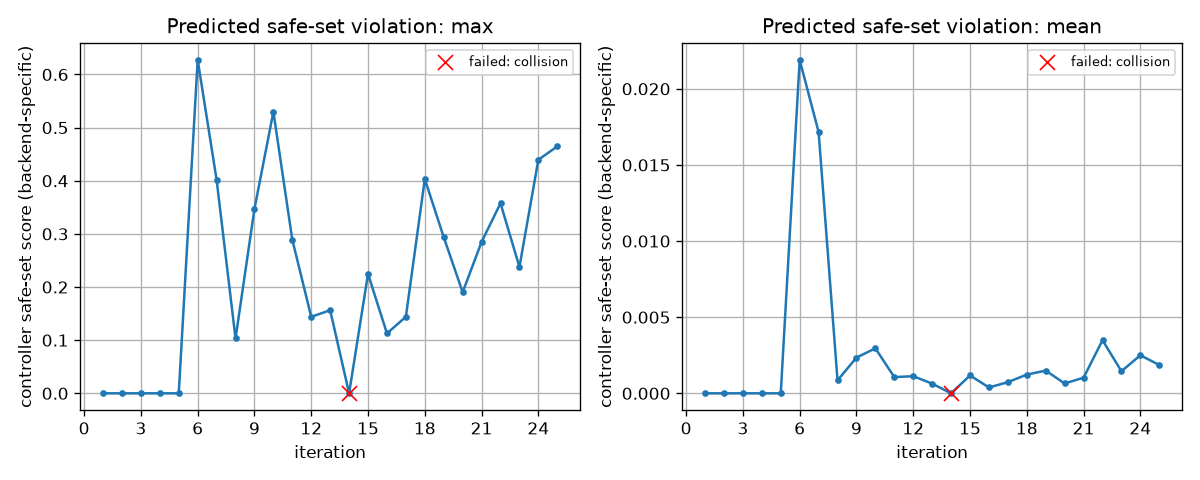 Predicted safe-set violation: max
controller safe-set score (backend-specific)
failed: collision
0.6
0.5
0.4
0.3
0.2
0.1
0.0
0 3 6 9 12 15 18 21 24
iteration
Predicted safe-set violation: mean
controller safe-set score (backend-specific)
failed: collision
0.020
0.015
0.010
0.005
0.000
0 3 6 9 12 15 18 21 24
iteration